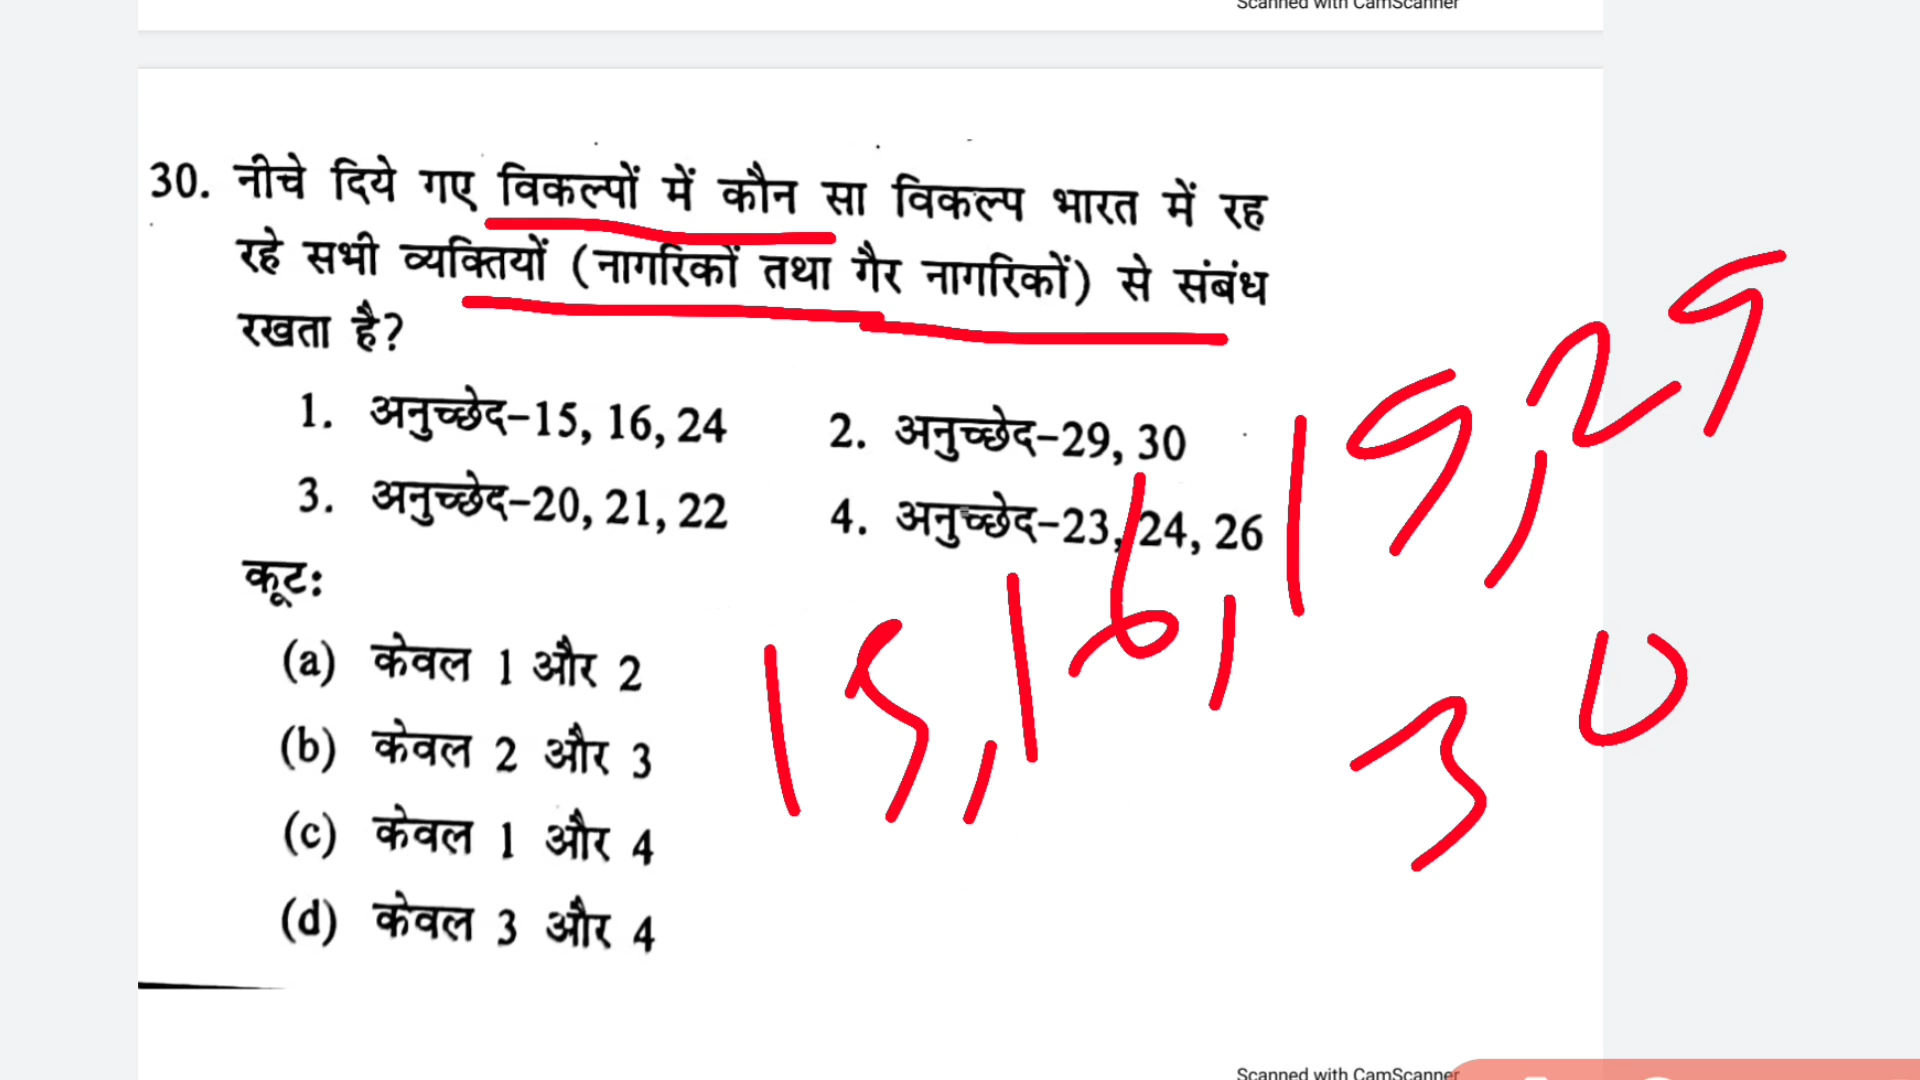 Scanned with CamScanner
30. नीचे दिये गए विकल्पों में कौन सा विकल्प भारत में रह
रहे सभी व्यक्तियों (नागरिकों तथा गैर नागरिकों) से संबंध
रखता है?
1. अनुच्छेद–15, 16, 24 2. अनुच्छेद–29, 30
3. अनुच्छेद–20, 21, 22 4. अनुच्छेद–23, 24, 26
कूट:
(a) केवल 1 और 2
(b) केवल 2 और 3
(c) केवल 1 और 4
(d) केवल 3 और 4
15, 16, 19, 29
30
Scanned with CamScanner